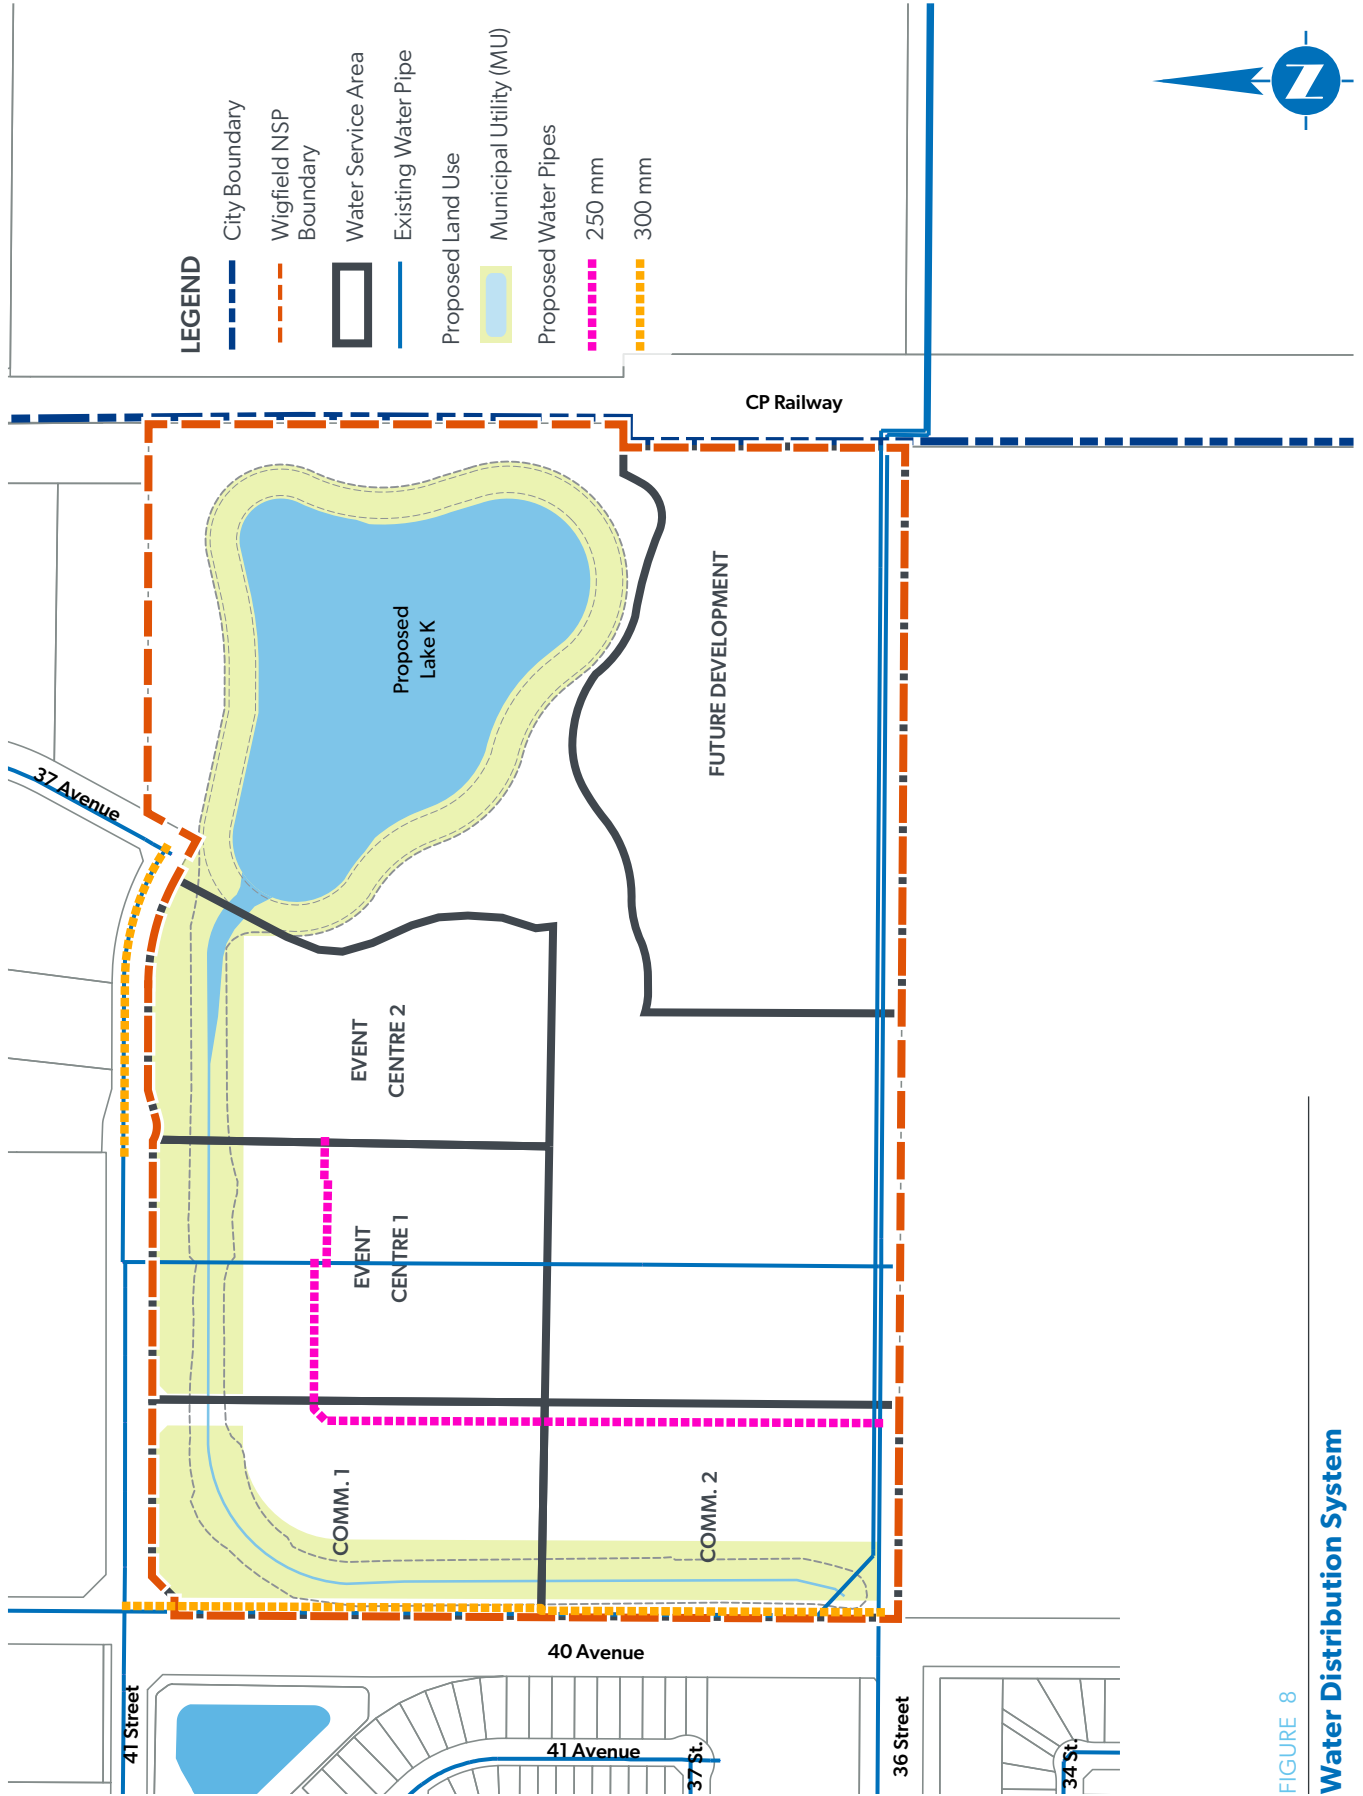 LEGEND
City Boundary
Wigfield NSP
Boundary
Water Service Area
Existing Water Pipe
Proposed Land Use
Municipal Utility (MU)
Proposed Water Pipes
250 mm
300 mm
N
CP Railway
37 Avenue
Proposed
Lake K
FUTURE DEVELOPMENT
EVENT
CENTRE 2
EVENT
CENTRE 1
COMM. 1
COMM. 2
40 Avenue
41 Street
41 Avenue
37 St.
36 Street
34 St.
FIGURE 8
Water Distribution System